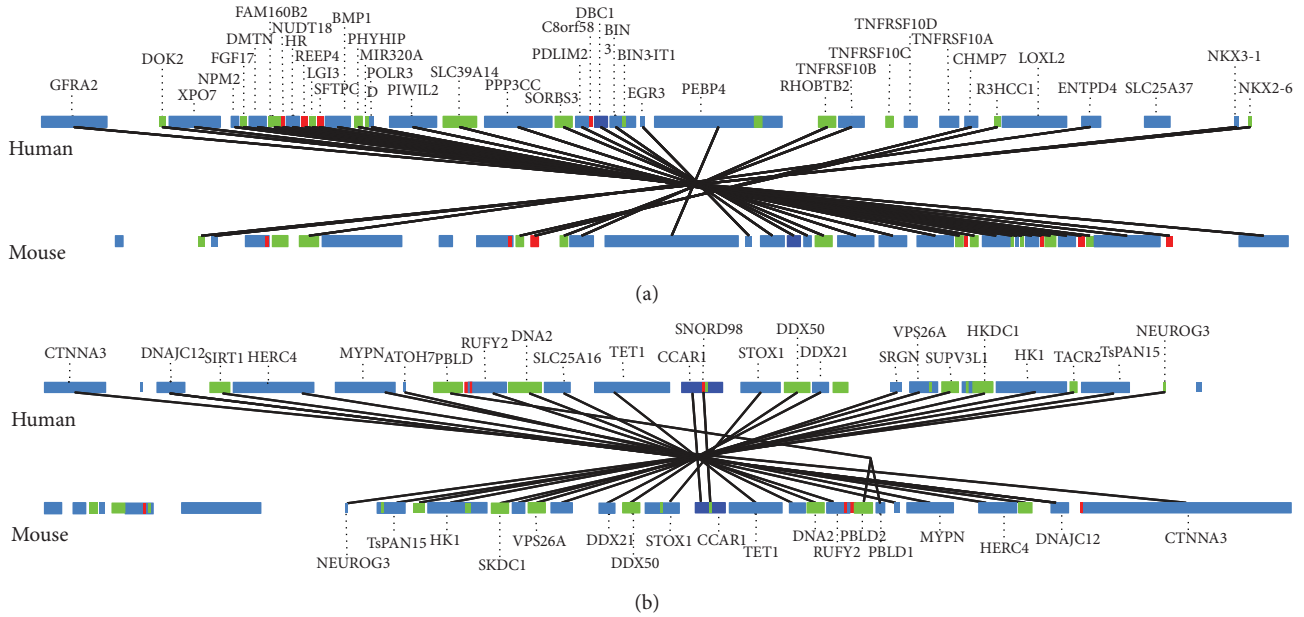 GFRA2
DOK2
XPO7
NPM2
FGF17
DMTN
FAM160B2
NUDT18
HR
REEP4
LGI3
SFTPC
BMP1
PHYHIP
MIR320A
POLR3
D
PIWIL2
SLC39A14
PPP3CC
SORBS3
PDLIM2
C8orf58
DBC1
BIN
3
BIN3-IT1
EGR3
PEBP4
RHOBTB2
TNFRSF10B
TNFRSF10C
TNFRSF10D
TNFRSF10A
CHMP7
R3HCC1
LOXL2
ENTPD4
SLC25A37
NKX3-1
NKX2-6
Human
Mouse
(a)
CTNNA3
DNAJC12
SIRT1
HERC4
MYPN
ATOH7
PBLD
RUFY2
DNA2
SLC25A16
TET1
CCAR1
SNORD98
STOX1
DDX50
DDX21
SRGN
VPS26A
SUPV3L1
HKDC1
HK1
TACR2
TsPAN15
NEUROG3
Human
Mouse
NEUROG3
TsPAN15
HK1
SKDC1
VPS26A
DDX21
DDX50
STOX1
CCAR1
TET1
DNA2
RUFY2
PBLD2
PBLD1
MYPN
HERC4
DNAJC12
CTNNA3
(b)